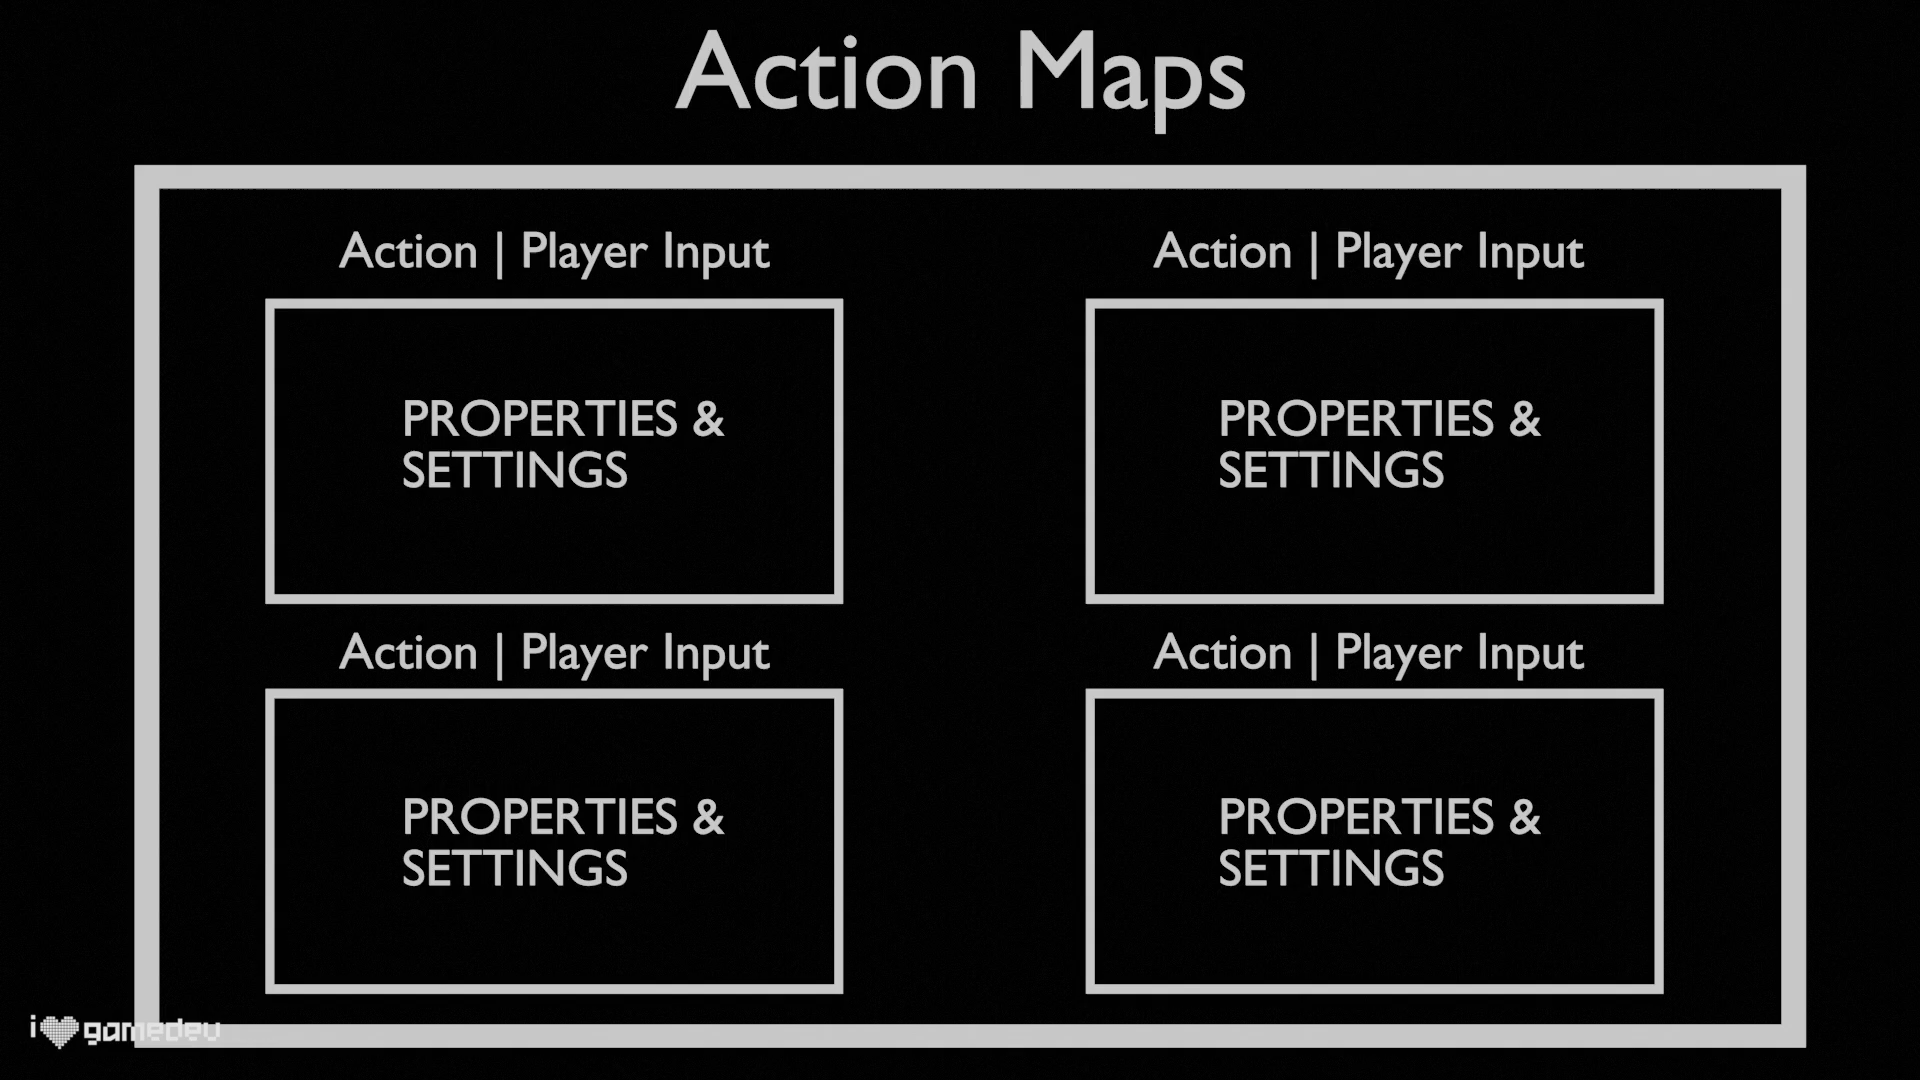 Action Maps
Action | Player Input
Action | Player Input
PROPERTIES &
SETTINGS
PROPERTIES &
SETTINGS
Action | Player Input
Action | Player Input
PROPERTIES &
SETTINGS
PROPERTIES &
SETTINGS
i gamedev